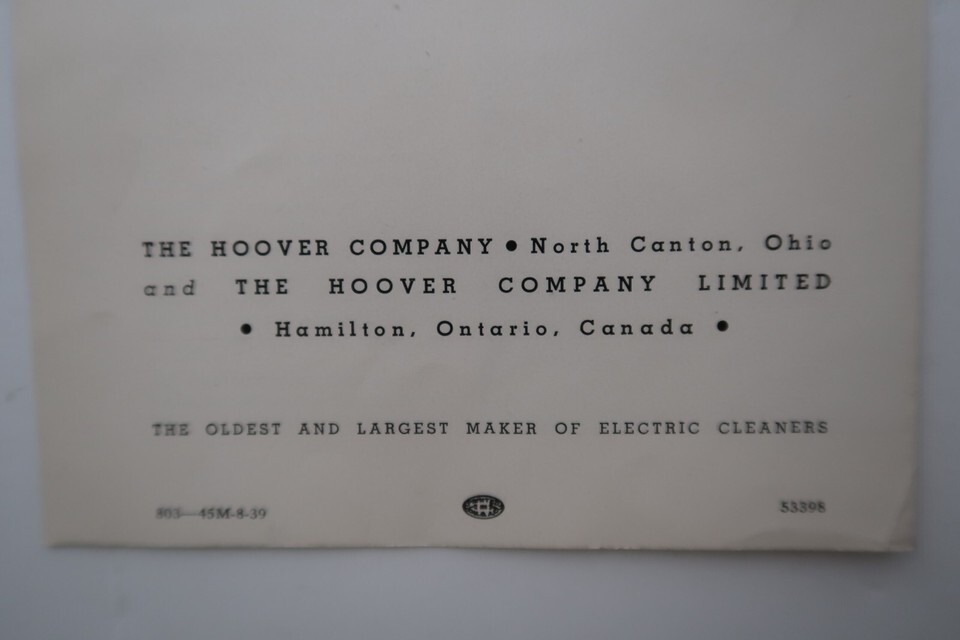 THE HOOVER COMPANY ● North Canton, Ohio
and THE HOOVER COMPANY LIMITED
● Hamilton, Ontario, Canada ●
THE OLDEST AND LARGEST MAKER OF ELECTRIC CLEANERS
803—45M-8-39 53398